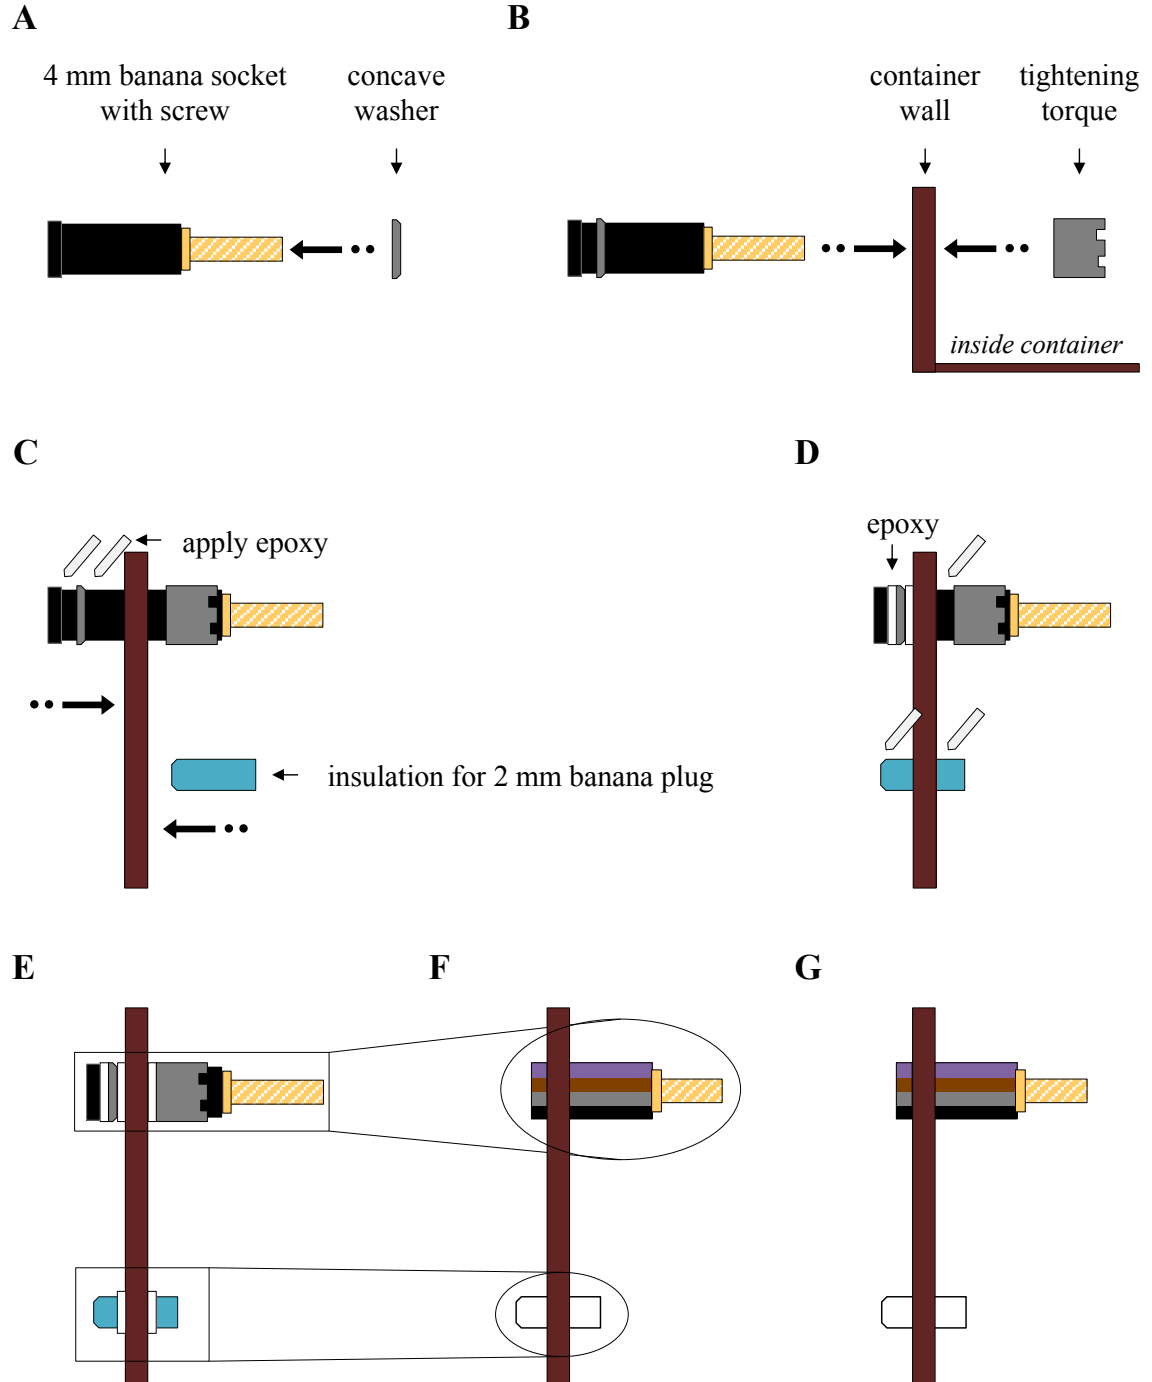 A
B
4 mm banana socket
with screw
concave
washer
container
wall
tightening
torque
inside container
C
D
apply epoxy
epoxy
insulation for 2 mm banana plug
E
F
G